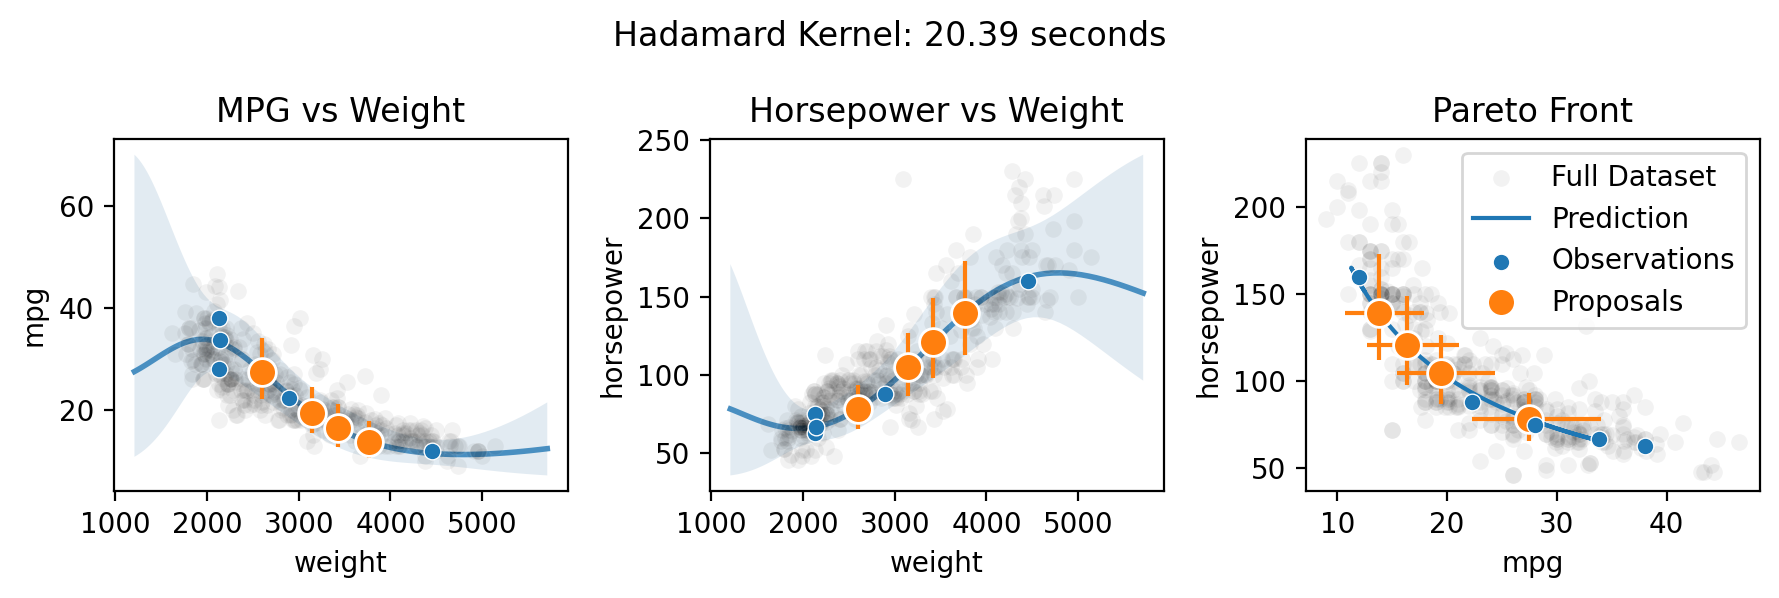 Hadamard Kernel: 20.39 seconds
MPG vs Weight
60
40
20
mpg
1000 2000 3000 4000 5000
weight
Horsepower vs Weight
250
200
150
100
50
horsepower
1000 2000 3000 4000 5000
weight
Pareto Front
200
150
100
50
horsepower
10 20 30 40
mpg
Full Dataset
Prediction
Observations
Proposals